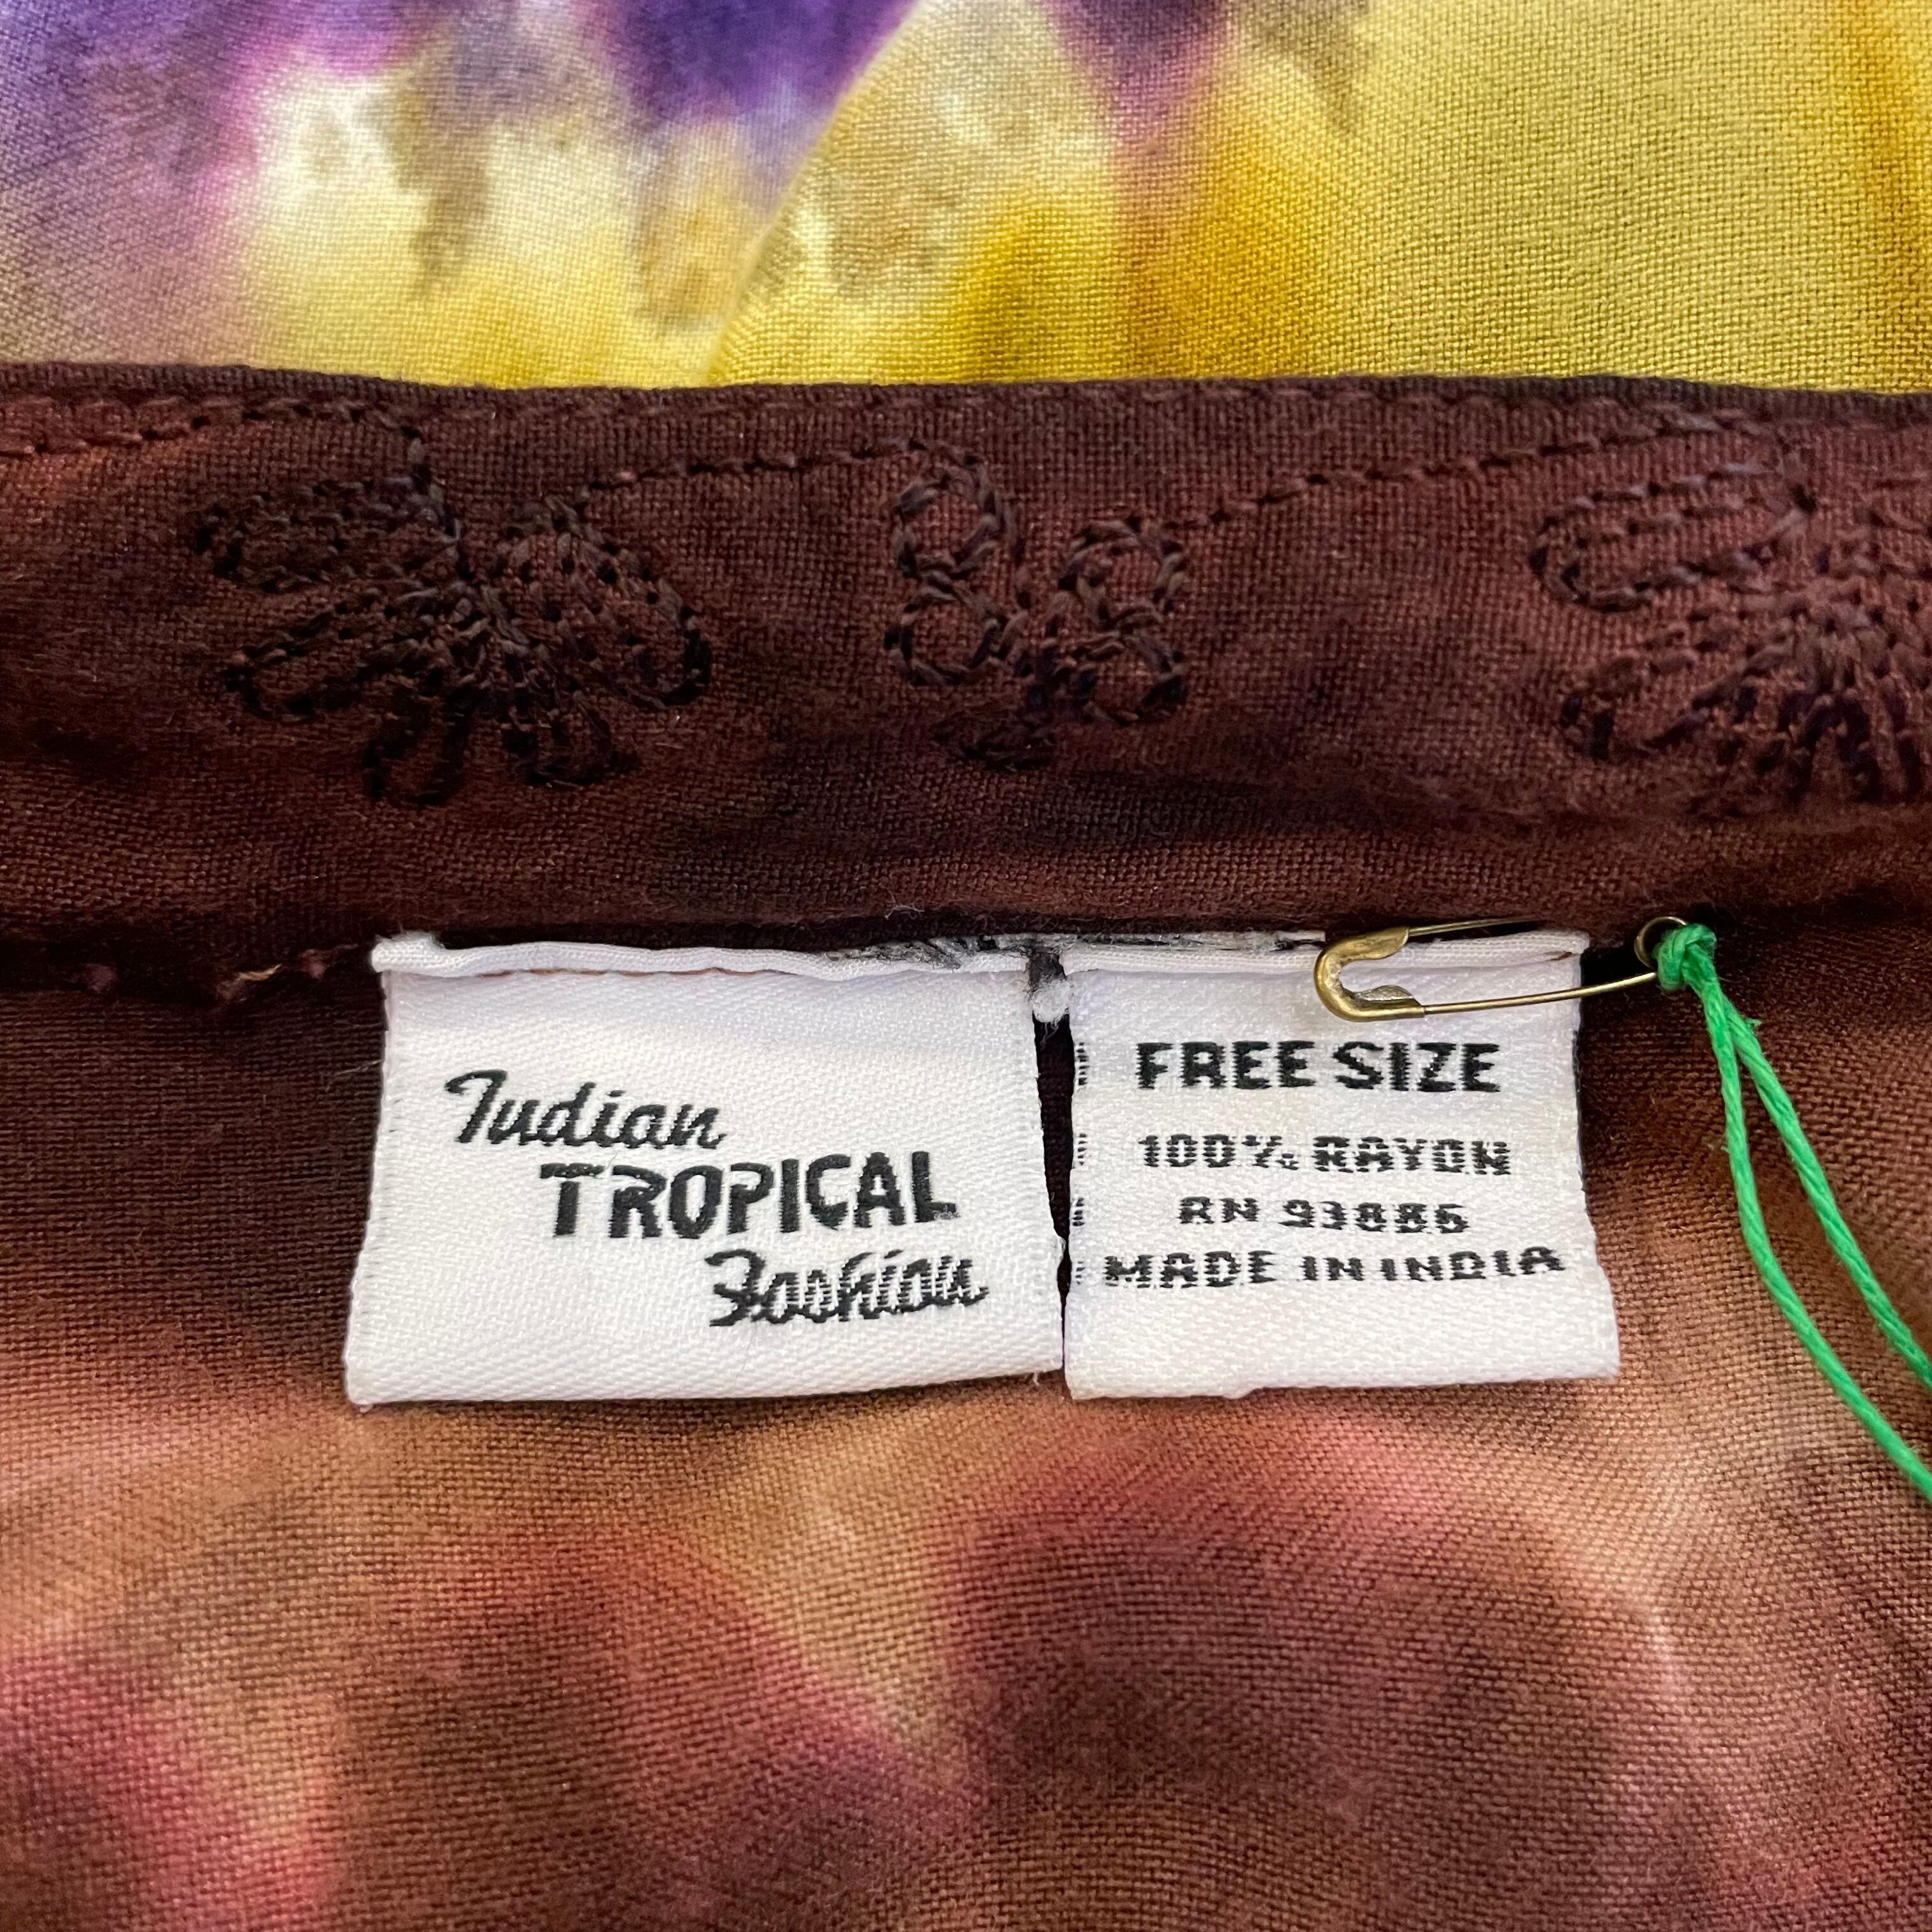 Indian
TROPICAL
Fashion
FREE SIZE
100% RAYON
RN 93886
MADE IN INDIA